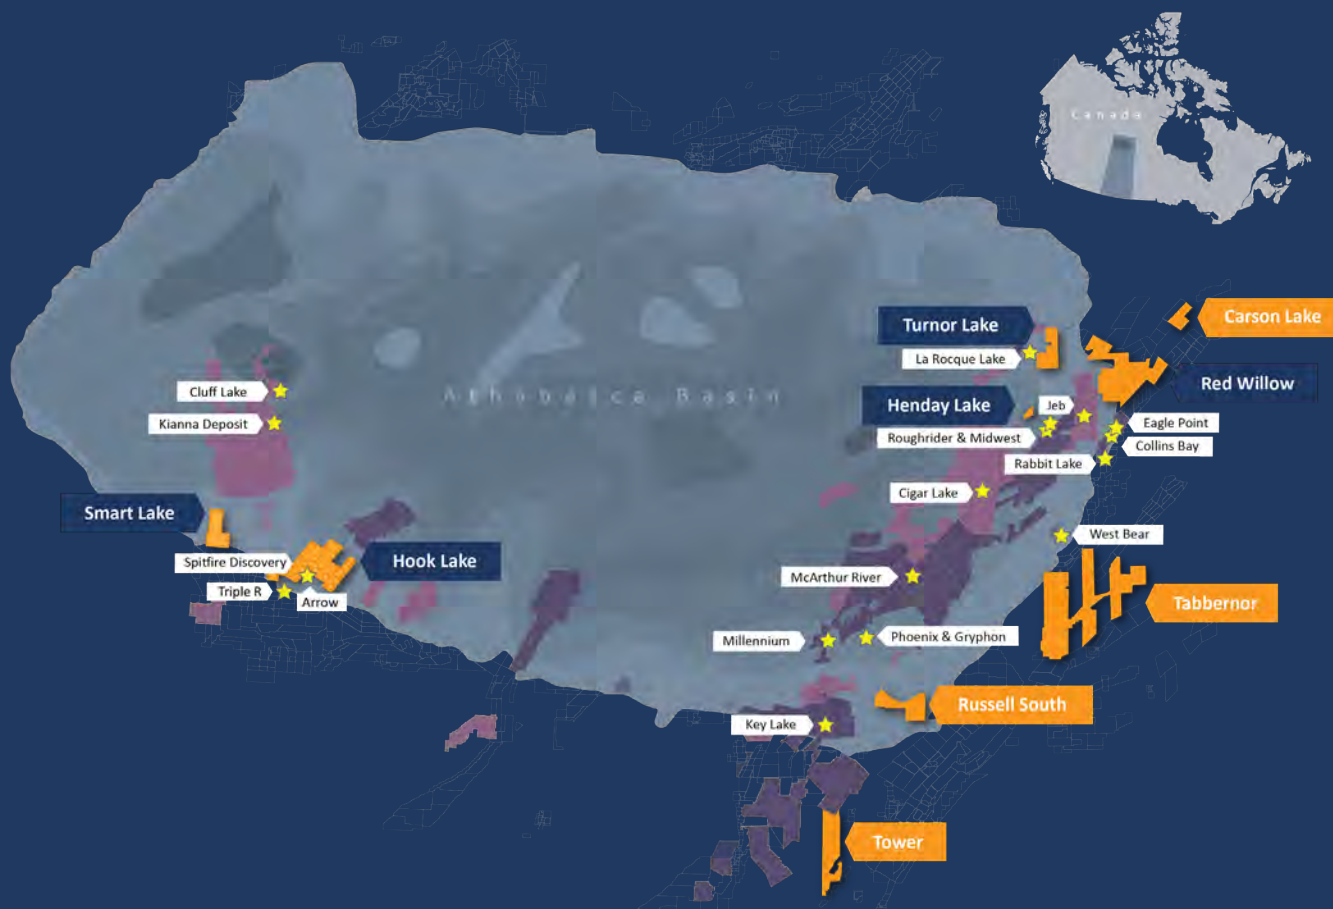 Canada
Carson Lake
Turnor Lake
La Rocque Lake
Red Willow
Cluff Lake
Henday Lake
Jeb
Kianna Deposit
Athabasca Basin
Eagle Point
Roughrider & Midwest
Collins Bay
Rabbit Lake
Cigar Lake
Smart Lake
West Bear
Spitfire Discovery
Hook Lake
McArthur River
Triple R
Arrow
Tabbernor
Millennium
Phoenix & Gryphon
Russell South
Key Lake
Tower